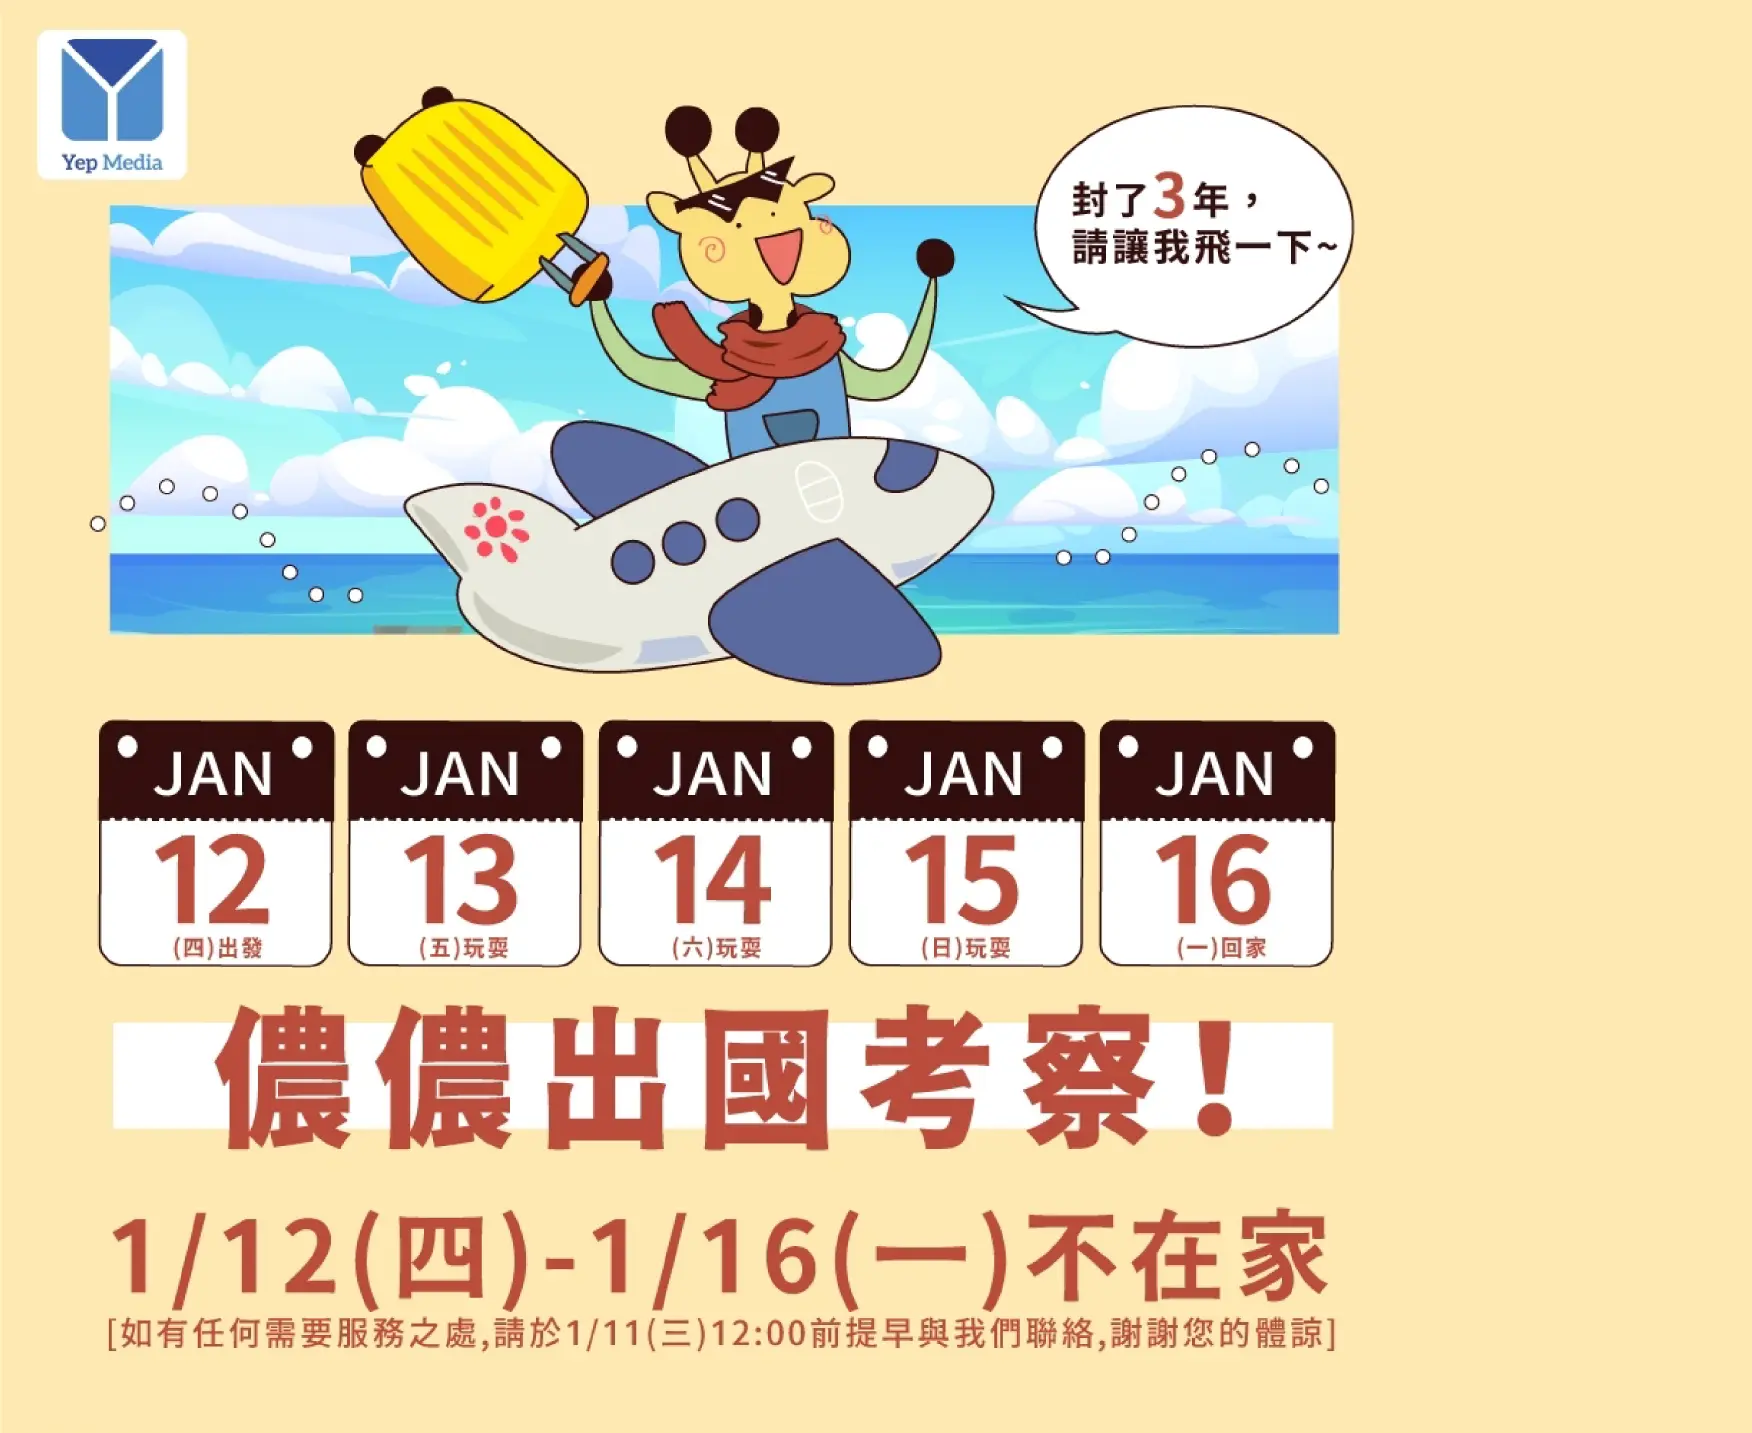 Yep Media
封了3年，
請讓我飛一下~
JAN
12
(四)出發
JAN
13
(五)玩耍
JAN
14
(六)玩耍
JAN
15
(日)玩耍
JAN
16
(一)回家
儂儂出國考察！
1/12(四)-1/16(一)不在家
[如有任何需要服務之處,請於1/11(三)12:00前提早與我們聯絡,謝謝您的體諒]